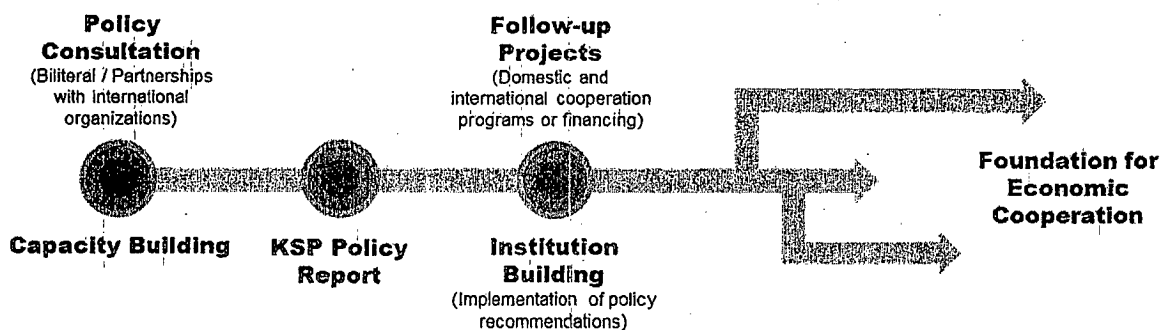 Policy
Consultation
(Biliteral / Partnerships
with international
organizations)
Follow-up
Projects
(Domestic and
international cooperation
programs or financing)
Capacity Building
KSP Policy
Report
Institution
Building
(Implementation of policy
recommendations)
Foundation for
Economic
Cooperation